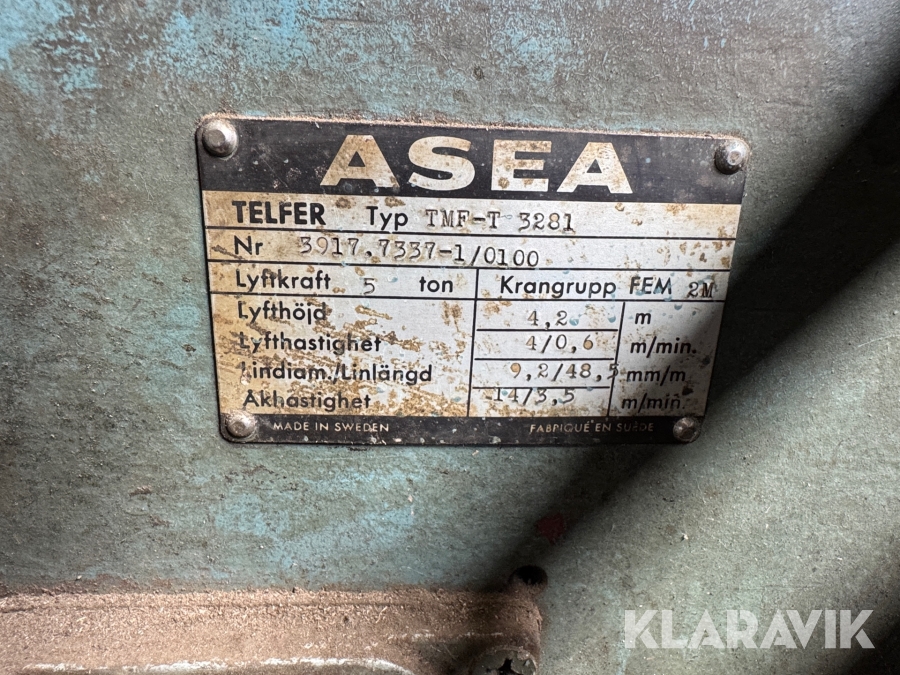 ASEA
TELFER Typ TMF-T 3281
Nr 3917.7337-1/0100
Lyftkraft 5 ton Krangrupp FEM 2M
Lyfthöjd 4,2 m
Lyfthastighet 4/0,6 m/min.
Lindiam./Linlängd 9,2/48,5 mm/m
Åkhastighet 14/3,5 m/min.
MADE IN SWEDEN FABRIQUÉ EN SUÈDE
KLARAVIK